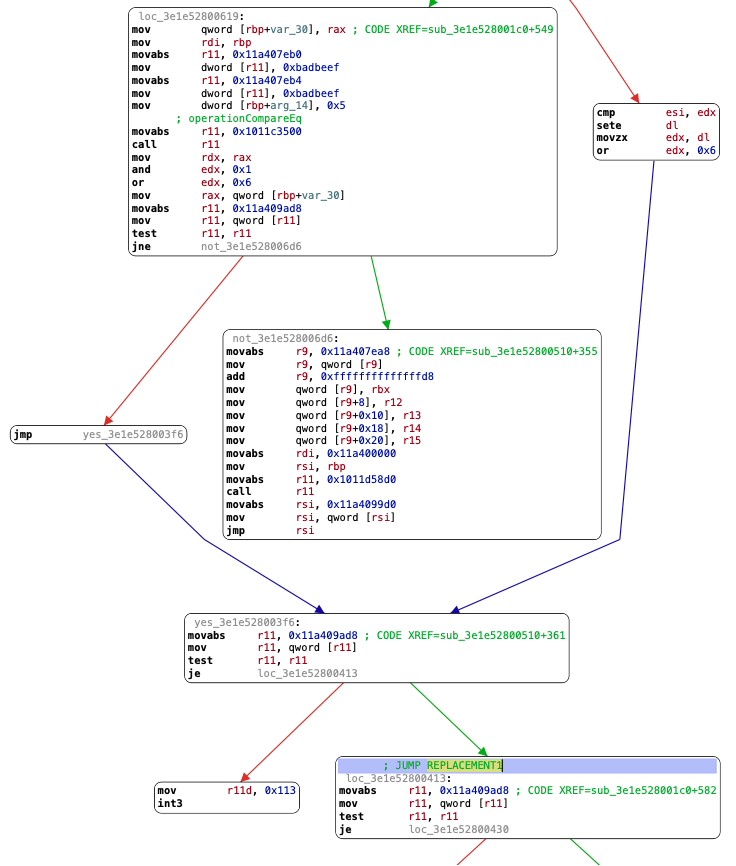 loc_3e1e52800619:
mov qword [rbp+var_30], rax ; CODE XREF=sub_3e1e528001c0+549
mov rdi, rbp
movabs r11, 0x11a407eb0
mov dword [r11], 0xbadbeef
movabs r11, 0x11a407eb4
mov dword [r11], 0xbadbeef
mov dword [rbp+arg_14], 0x5
; operationCompareEq
movabs r11, 0x1011c3500
call r11
mov rdx, rax
and edx, 0x1
or edx, 0x6
mov rax, qword [rbp+var_30]
movabs r11, 0x11a409ad8
mov r11, qword [r11]
test r11, r11
jne not_3e1e528006d6
cmp esi, edx
sete dl
movzx edx, dl
or edx, 0x6
not_3e1e528006d6:
movabs r9, 0x11a407ea8 ; CODE XREF=sub_3e1e52800510+355
mov r9, qword [r9]
add r9, 0xffffffffffffffd8
mov qword [r9], rbx
mov qword [r9+8], r12
mov qword [r9+0x10], r13
mov qword [r9+0x18], r14
mov qword [r9+0x20], r15
movabs rdi, 0x11a400000
mov rsi, rbp
movabs r11, 0x1011d58d0
call r11
movabs rsi, 0x11a4099d0
mov rsi, qword [rsi]
jmp rsi
jmp yes_3e1e528003f6
yes_3e1e528003f6:
movabs r11, 0x11a409ad8 ; CODE XREF=sub_3e1e52800510+361
mov r11, qword [r11]
test r11, r11
je loc_3e1e52800413
mov r11d, 0x113
int3
; JUMP REPLACEMENT1
loc_3e1e52800413:
movabs r11, 0x11a409ad8 ; CODE XREF=sub_3e1e528001c0+582
mov r11, qword [r11]
test r11, r11
je loc_3e1e52800430